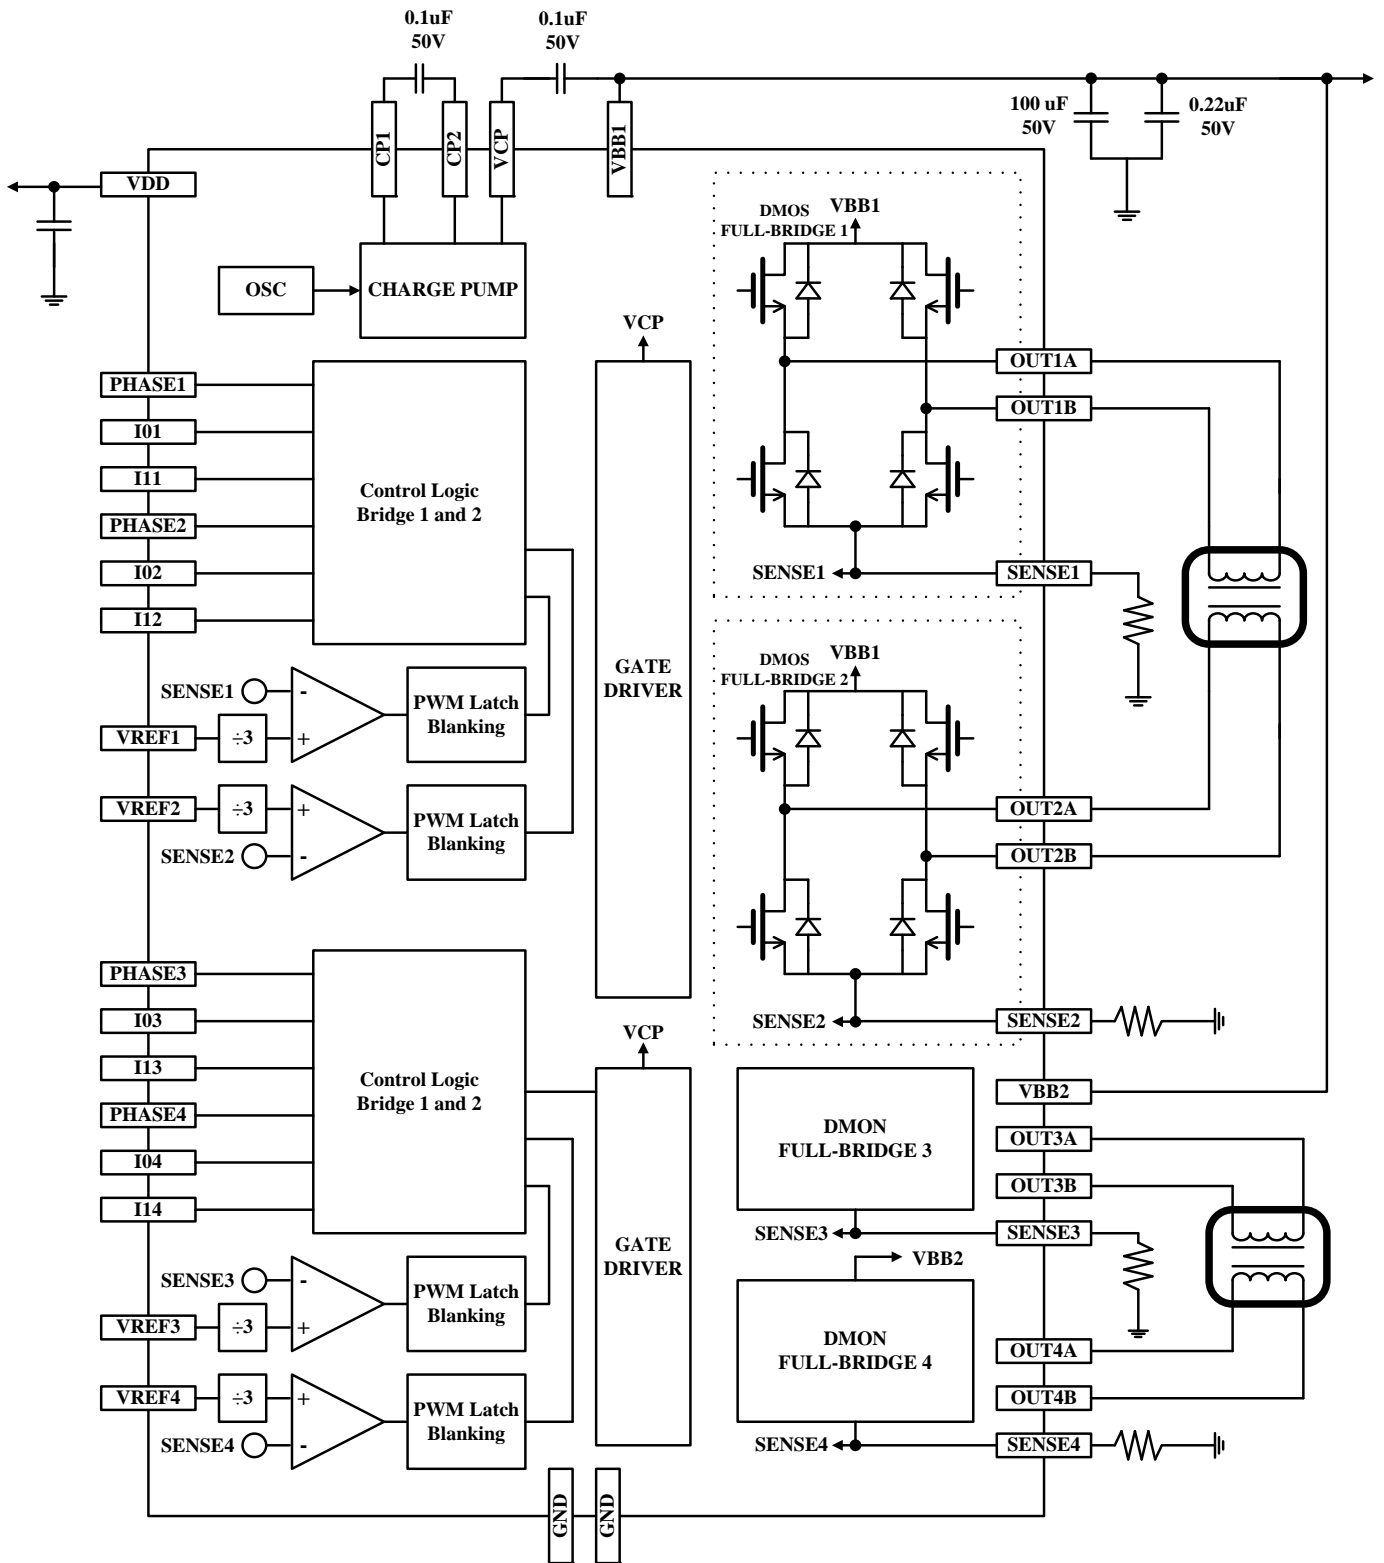 0.1uF
50V
0.1uF
50V
100 uF
50V
0.22uF
50V
CP1
CP2
VCP
VBB1
VDD
OSC
CHARGE PUMP
VCP
DMOS
FULL-BRIDGE 1
VBB1
PHASE1
I01
I11
PHASE2
I02
I12
Control Logic
Bridge 1 and 2
OUT1A
OUT1B
SENSE1
SENSE1
SENSE1
VREF1
÷3
-
+
PWM Latch
Blanking
VREF2
÷3
+
-
SENSE2
PWM Latch
Blanking
GATE
DRIVER
DMOS
FULL-BRIDGE 2
VBB1
OUT2A
OUT2B
SENSE2
SENSE2
PHASE3
I03
I13
PHASE4
I04
I14
Control Logic
Bridge 1 and 2
VCP
GATE
DRIVER
DMON
FULL-BRIDGE 3
VBB2
OUT3A
OUT3B
SENSE3
SENSE3
VBB2
DMON
FULL-BRIDGE 4
OUT4A
OUT4B
SENSE4
SENSE4
SENSE3
VREF3
÷3
-
+
PWM Latch
Blanking
VREF4
÷3
+
-
SENSE4
PWM Latch
Blanking
GND
GND